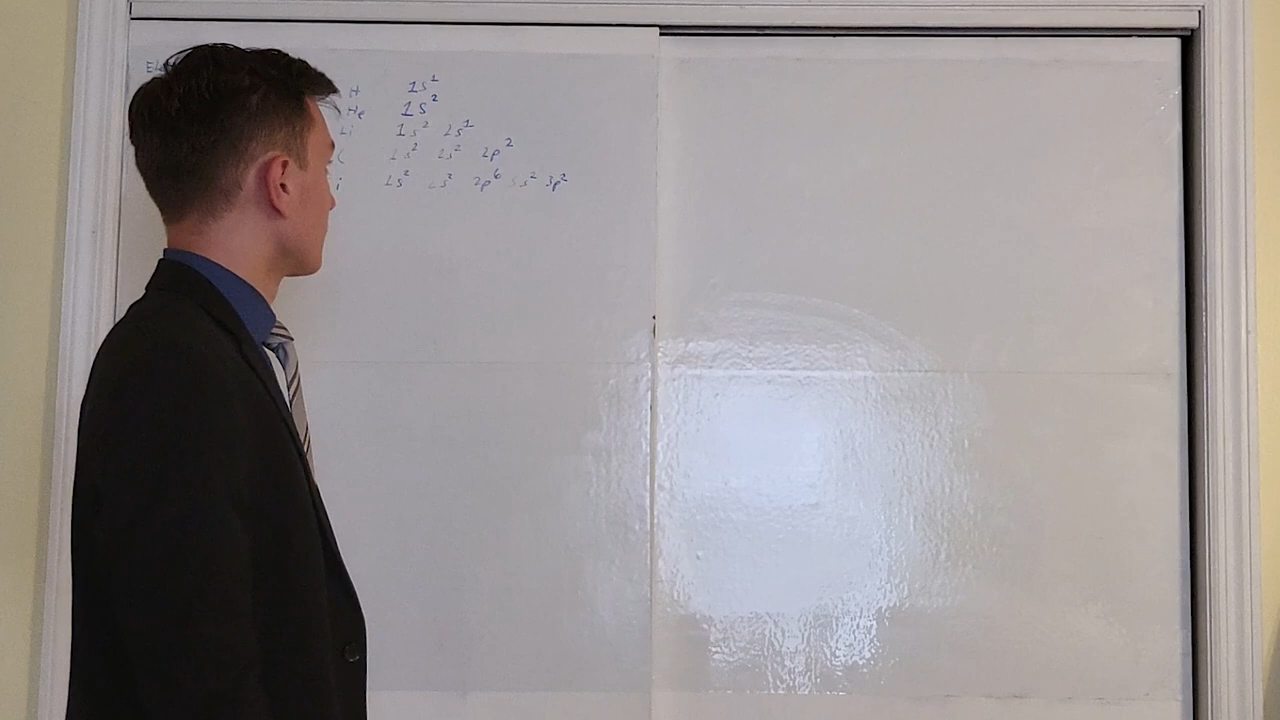 H 1s¹
He 1s²
Li 1s² 2s¹
C 1s² 2s² 2p²
i 1s² 2s² 2p⁶ 3s² 3p²